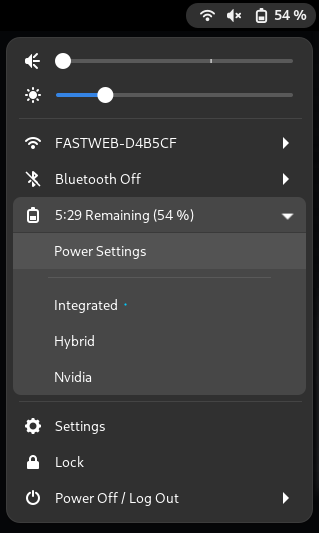 54 %
FASTWEB-D4B5CF
Bluetooth Off
5:29 Remaining (54 %)
Power Settings
Integrated
Hybrid
Nvidia
Settings
Lock
Power Off / Log Out